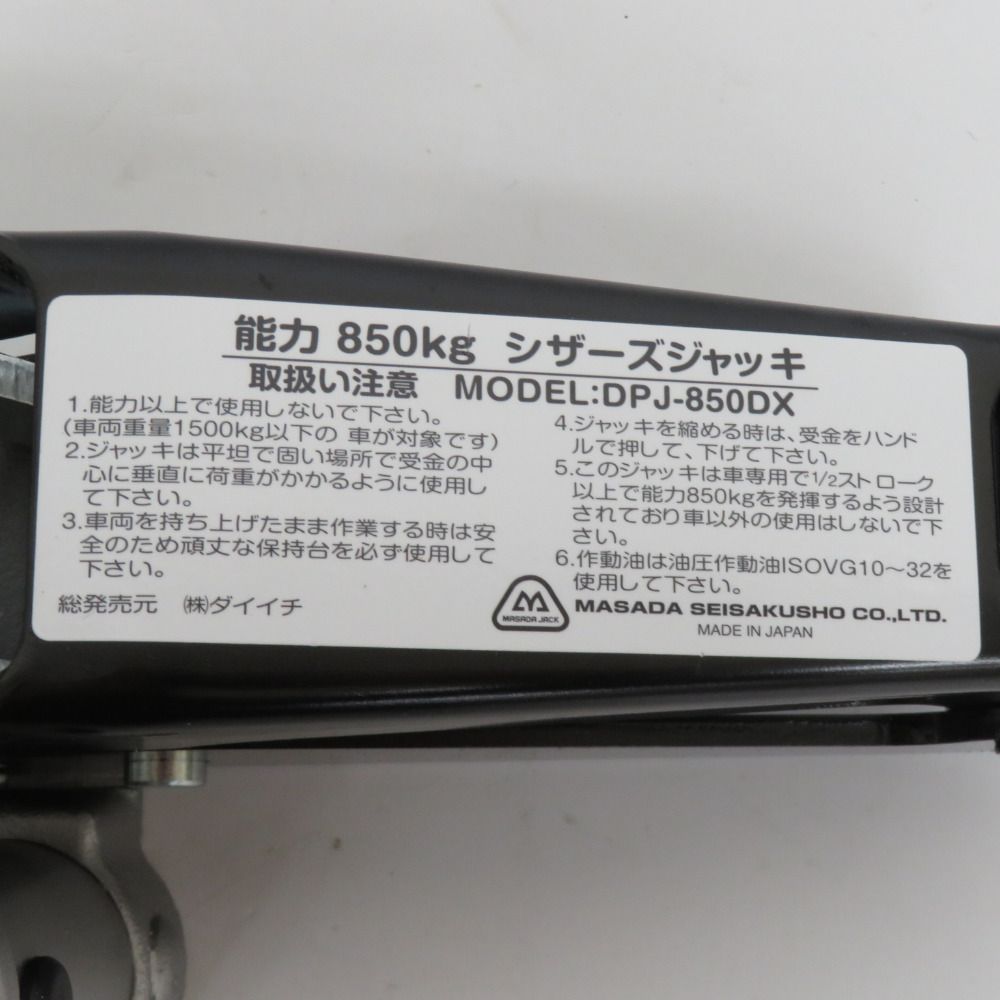 能力 850kg シザーズジャッキ
取扱い注意 MODEL:DPJ-850DX
1.能力以上で使用しないで下さい。
(車両重量1500kg以下の 車が対象です)
2.ジャッキは平坦で固い場所で受金の中
心に垂直に荷重がかかるように使用し
て下さい。
3.車両を持ち上げたまま作業する時は安
全のため頑丈な保持台を必ず使用して
下さい。
4.ジャッキを縮める時は、受金をハンド
ルで押して、下げて下さい。
5.このジャッキは車専用で1/2ストローク
以上で能力850kgを発揮するよう設計
されており車以外の使用はしないで下
さい。
6.作動油は油圧作動油ISOVG10〜32を
使用して下さい。
総発売元 ㈱ダイイチ
MASADA JACK
MASADA SEISAKUSHO CO.,LTD.
MADE IN JAPAN